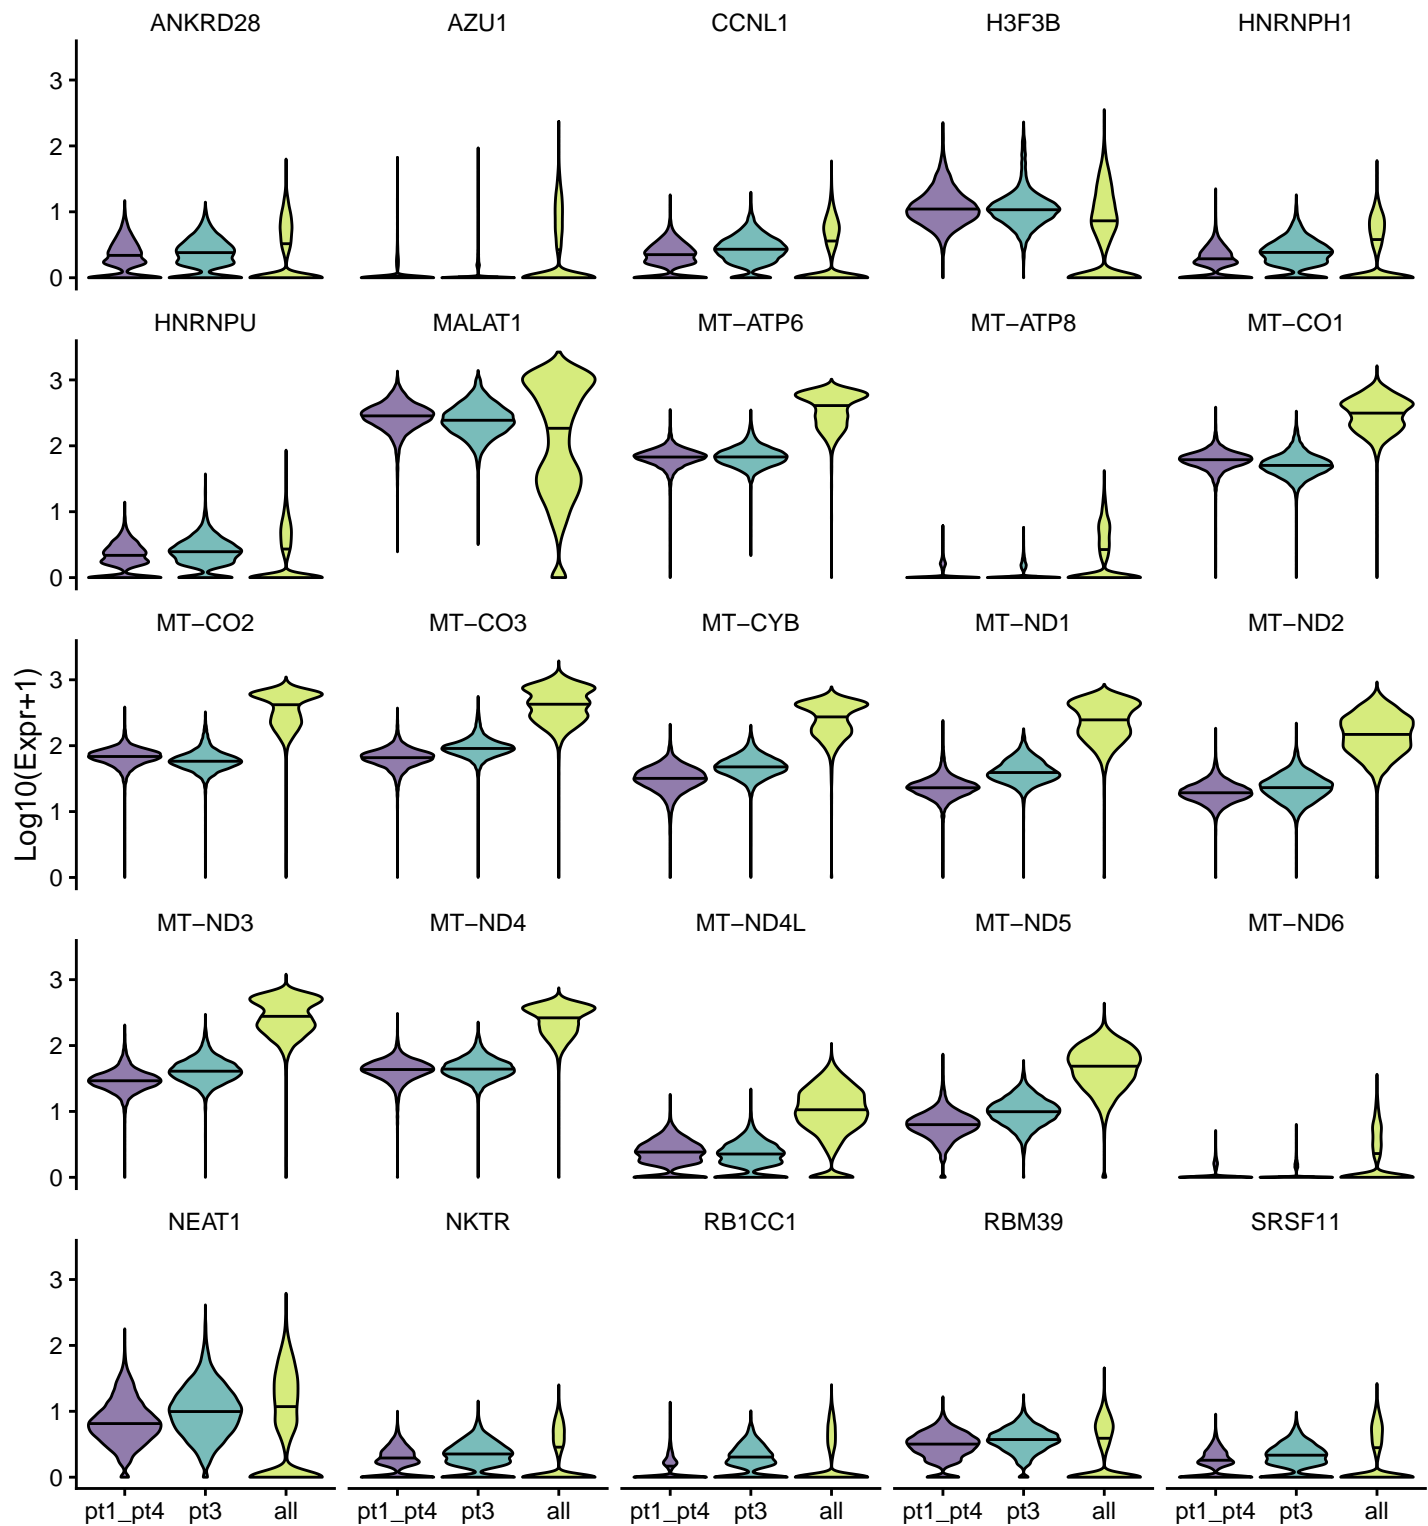 ANKRD28 AZU1 CCNL1 H3F3B HNRNPH1
3
2
1
0
HNRNPU MALAT1 MT−ATP6 MT−ATP8 MT−CO1
3
2
1
0
MT−CO2 MT−CO3 MT−CYB MT−ND1 MT−ND2
3
2
1
0
Log10(Expr+1)
MT−ND3 MT−ND4 MT−ND4L MT−ND5 MT−ND6
3
2
1
0
NEAT1 NKTR RB1CC1 RBM39 SRSF11
3
2
1
0
pt1_pt4 pt3 all pt1_pt4 pt3 all pt1_pt4 pt3 all pt1_pt4 pt3 all pt1_pt4 pt3 all